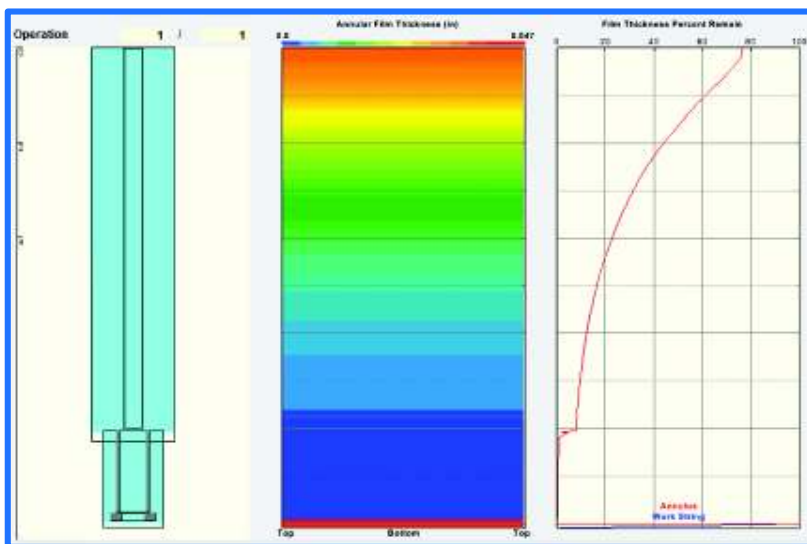 Operation 1 / 1
Annular Film Thickness (in)
0.0 0.047
Top Bottom Top
Film Thickness Percent Remain
0 20 40 60 80 100
Annulus
Work String